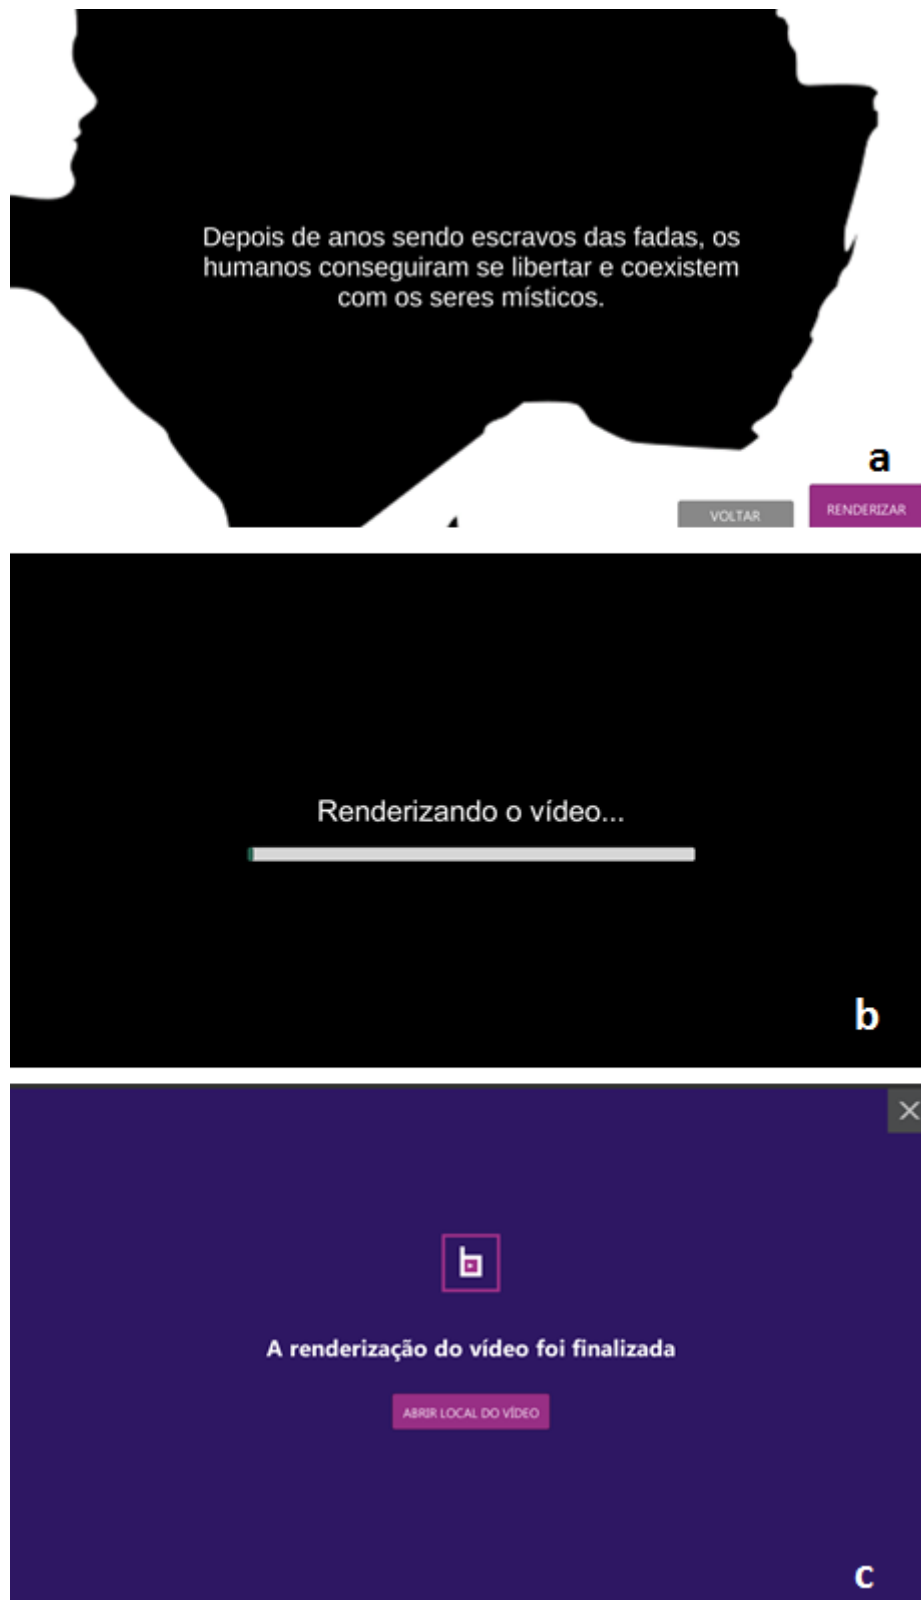 Depois de anos sendo escravos das fadas, os
humanos conseguiram se libertar e coexistem
com os seres místicos.
a
VOLTAR
RENDERIZAR
Renderizando o vídeo...
b
b
A renderização do vídeo foi finalizada
ABRIR LOCAL DO VÍDEO
c